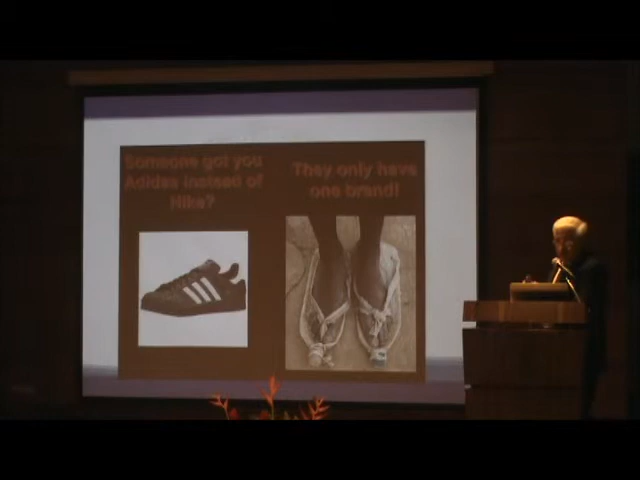 Someone got you
Adidas instead of
Nike?
They only have
one brand!